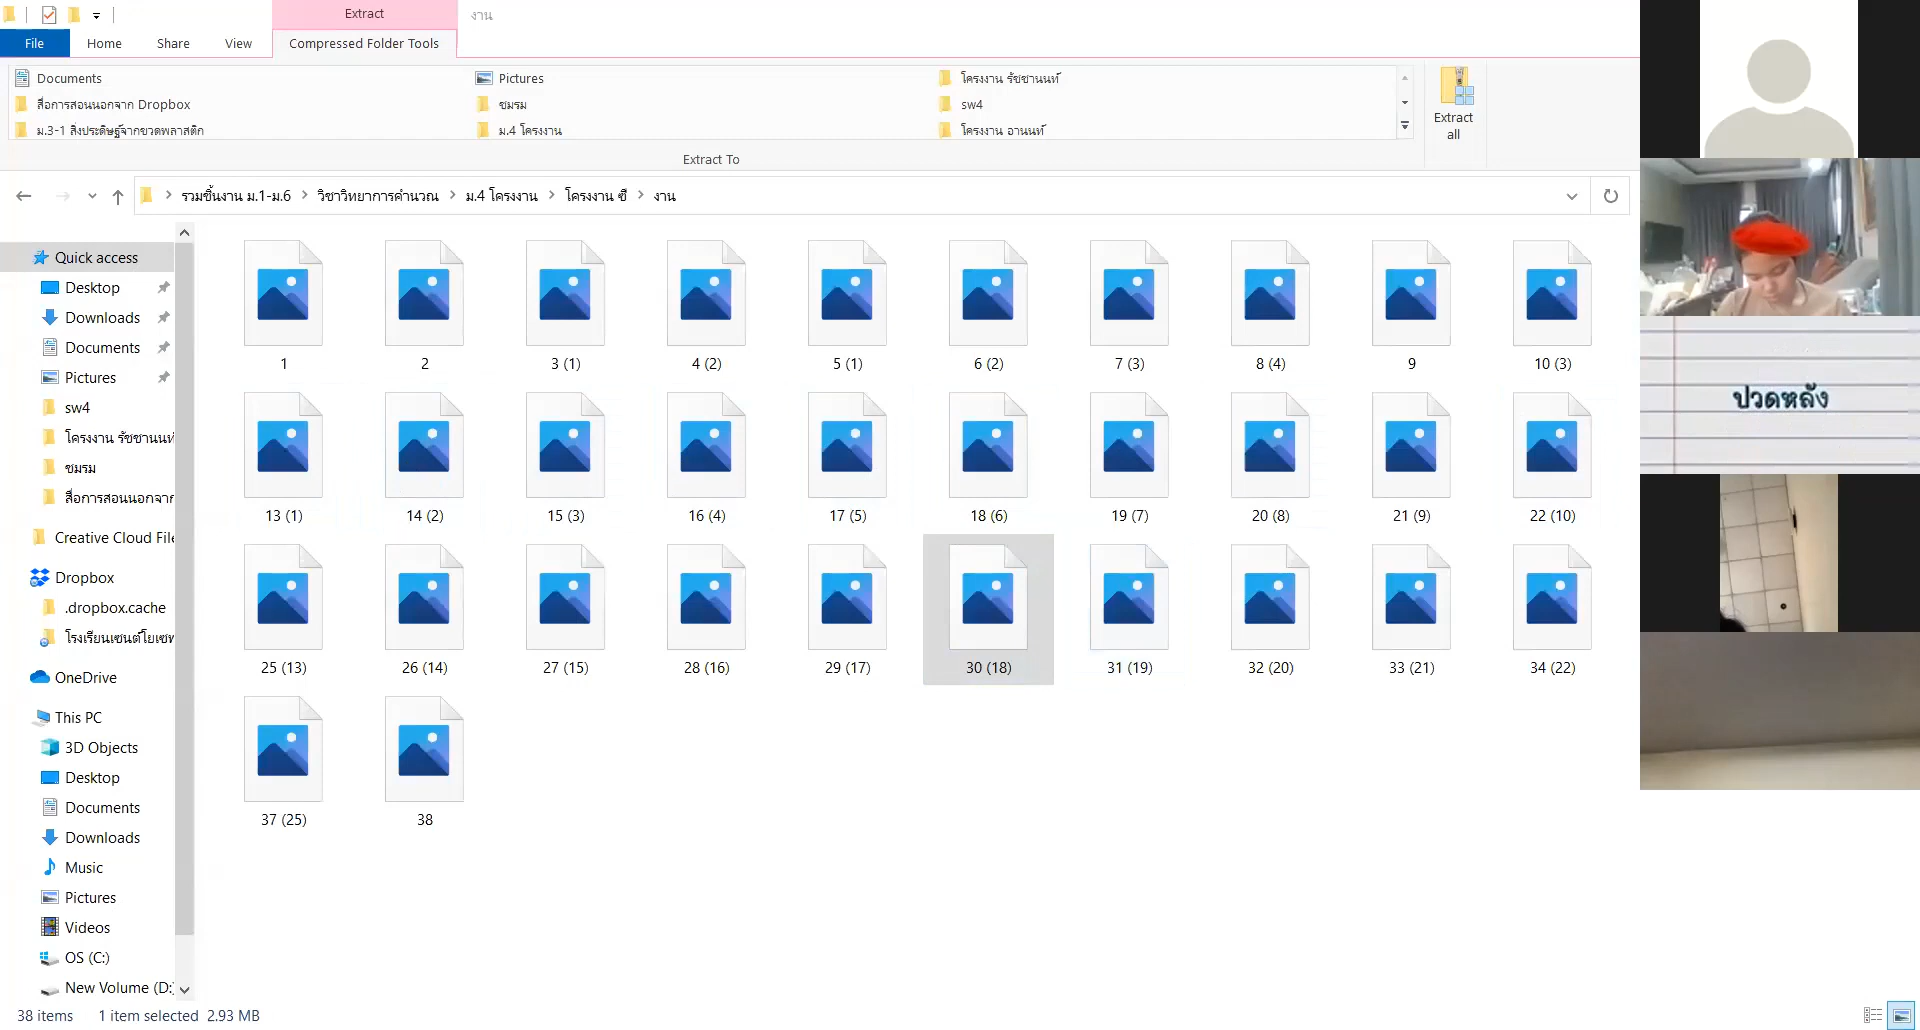 Extract
งาน
File
Home
Share
View
Compressed Folder Tools
Documents
Pictures
โครงงาน รัชชานนท์
สื่อการสอนนอกจาก Dropbox
ชมรม
sw4
ม.3-1 สิ่งประดิษฐ์จากขวดพลาสติก
ม.4 โครงงาน
โครงงาน อานนท์
Extract all
Extract To
รวมชิ้นงาน ม.1-ม.6 > วิชาวิทยาการคำนวณ > ม.4 โครงงาน > โครงงาน ซี > งาน
Quick access
Desktop
Downloads
Documents
Pictures
sw4
โครงงาน รัชชานนท์
ชมรม
สื่อการสอนนอกจาก
Creative Cloud File
Dropbox
.dropbox.cache
โรงเรียนเซนต์โยเซฟ
OneDrive
This PC
3D Objects
Desktop
Documents
Downloads
Music
Pictures
Videos
OS (C:)
New Volume (D:)
1
2
3 (1)
4 (2)
5 (1)
6 (2)
7 (3)
8 (4)
9
10 (3)
13 (1)
14 (2)
15 (3)
16 (4)
17 (5)
18 (6)
19 (7)
20 (8)
21 (9)
22 (10)
25 (13)
26 (14)
27 (15)
28 (16)
29 (17)
30 (18)
31 (19)
32 (20)
33 (21)
34 (22)
37 (25)
38
38 items
1 item selected 2.93 MB
ปวดหลัง